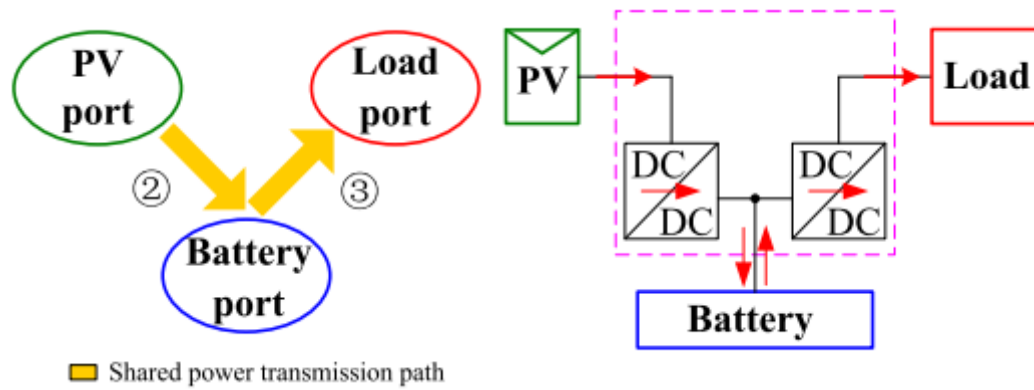 PV
port
Load
port
②
③
Battery
port
Shared power transmission path
PV
Load
DC
DC
DC
DC
Battery